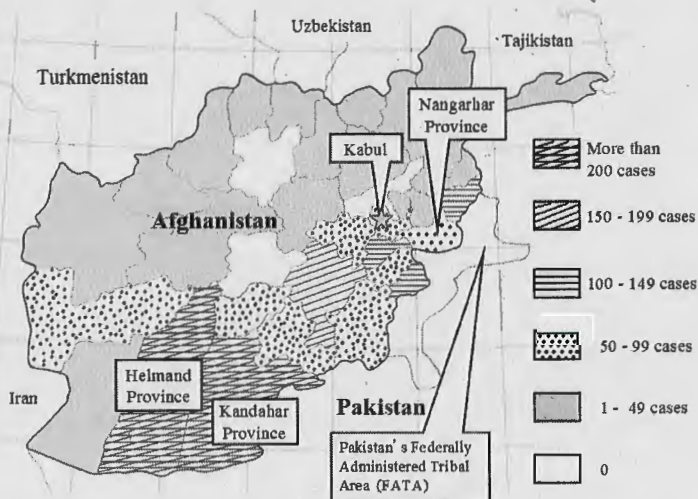 Uzbekistan
Tajikistan
Turkmenistan
Nangarhar
Province
Kabul
Afghanistan
More than
200 cases
150 - 199 cases
100 - 149 cases
50 - 99 cases
1 - 49 cases
0
Helmand
Province
Iran
Kandahar
Province
Pakistan
Pakistan's Federally
Administered Tribal
Area (FATA)